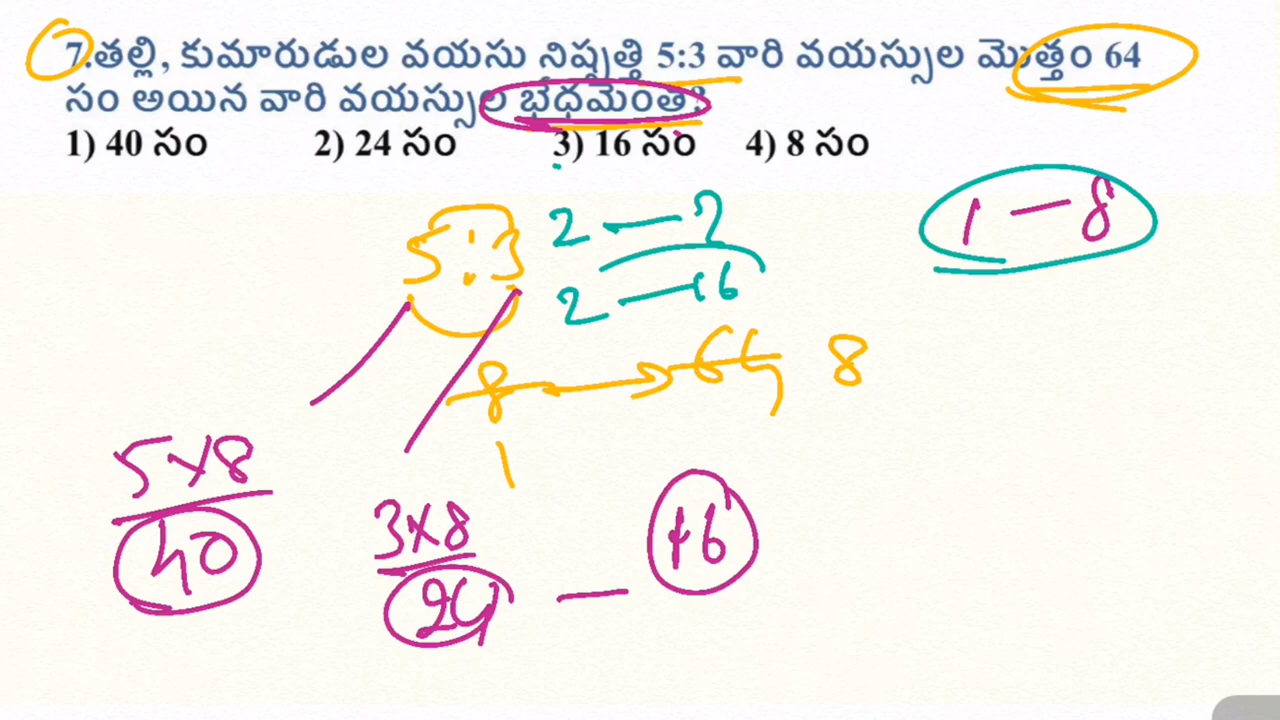 7.తల్లి, కుమారుడుల వయసు నిష్పత్తి 5:3 వారి వయస్సుల మొత్తం 64
సం అయిన వారి వయస్సుల భేధమెంత?
1) 40 సం 2) 24 సం 3) 16 సం 4) 8 సం
1 — 8
5:3 2 — ?
2 — 16
8 → 64 8
1
5×8 3×8
40 24 — 16